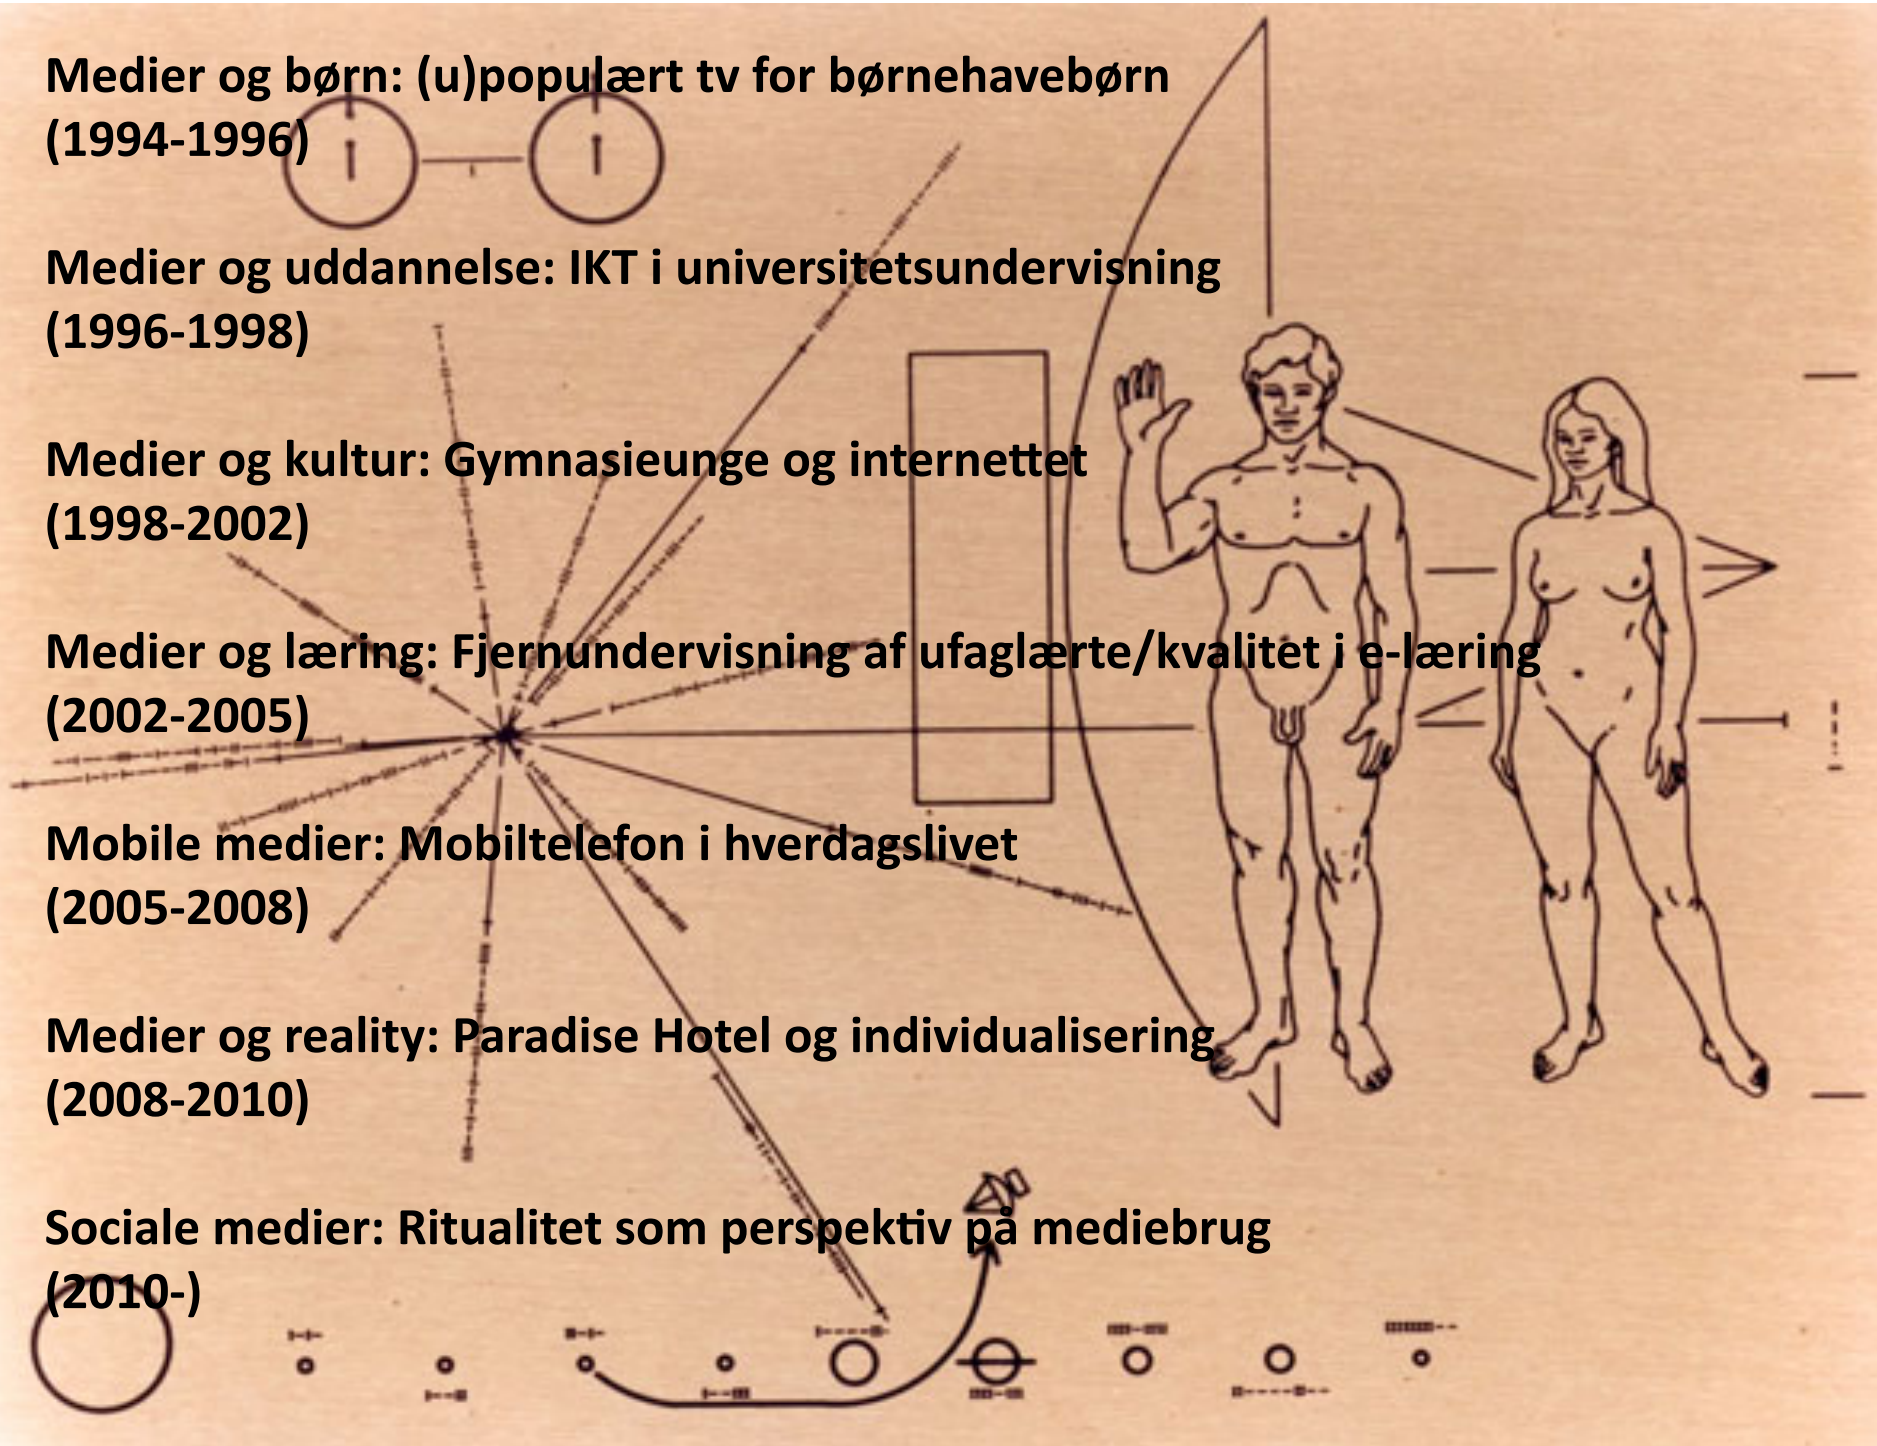 Medier og børn: (u)populært tv for børnehavebørn
(1994-1996)
Medier og uddannelse: IKT i universitetsundervisning
(1996-1998)
Medier og kultur: Gymnasieunge og internettet
(1998-2002)
Medier og læring: Fjernundervisning af ufaglærte/kvalitet i e-læring
(2002-2005)
Mobile medier: Mobiltelefon i hverdagslivet
(2005-2008)
Medier og reality: Paradise Hotel og individualisering
(2008-2010)
Sociale medier: Ritualitet som perspektiv på mediebrug
(2010-)